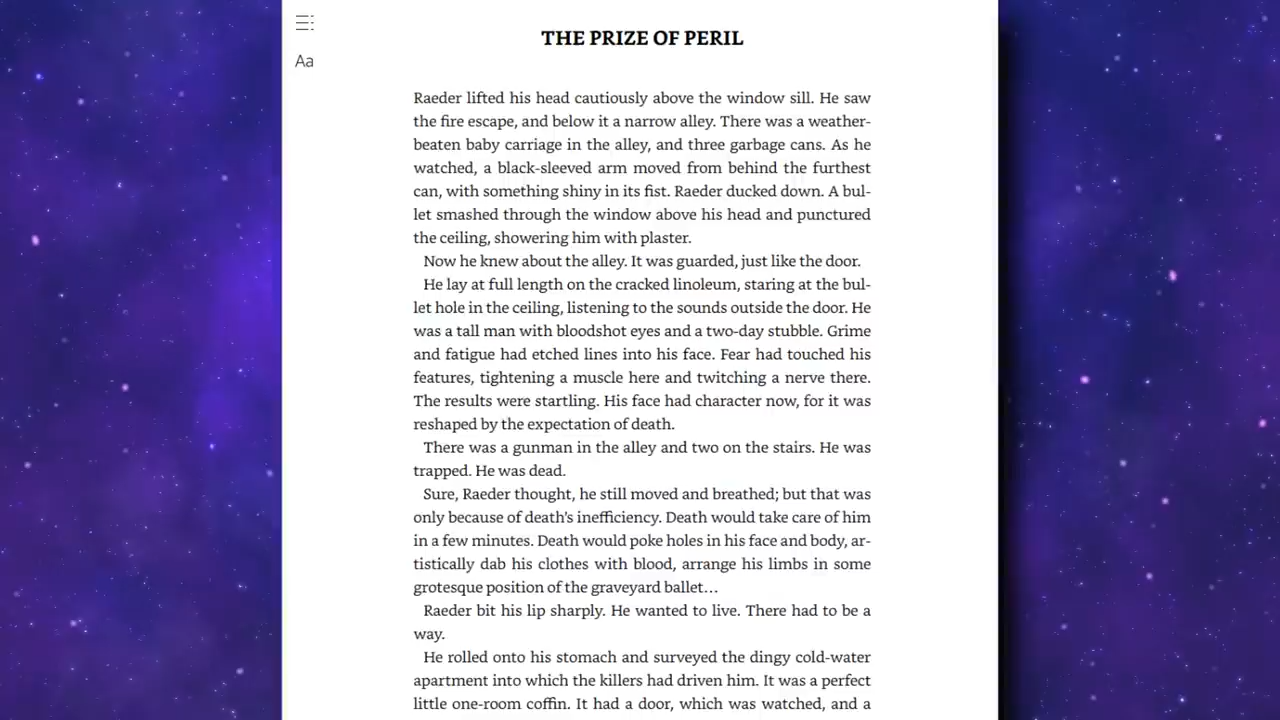 THE PRIZE OF PERIL
Aa
Raeder lifted his head cautiously above the window sill. He saw
the fire escape, and below it a narrow alley. There was a weather-
beaten baby carriage in the alley, and three garbage cans. As he
watched, a black-sleeved arm moved from behind the furthest
can, with something shiny in its fist. Raeder ducked down. A bul-
let smashed through the window above his head and punctured
the ceiling, showering him with plaster.
Now he knew about the alley. It was guarded, just like the door.
He lay at full length on the cracked linoleum, staring at the bul-
let hole in the ceiling, listening to the sounds outside the door. He
was a tall man with bloodshot eyes and a two-day stubble. Grime
and fatigue had etched lines into his face. Fear had touched his
features, tightening a muscle here and twitching a nerve there.
The results were startling. His face had character now, for it was
reshaped by the expectation of death.
There was a gunman in the alley and two on the stairs. He was
trapped. He was dead.
Sure, Raeder thought, he still moved and breathed; but that was
only because of death’s inefficiency. Death would take care of him
in a few minutes. Death would poke holes in his face and body, ar-
tistically dab his clothes with blood, arrange his limbs in some
grotesque position of the graveyard ballet…
Raeder bit his lip sharply. He wanted to live. There had to be a
way.
He rolled onto his stomach and surveyed the dingy cold-water
apartment into which the killers had driven him. It was a perfect
little one-room coffin. It had a door, which was watched, and a